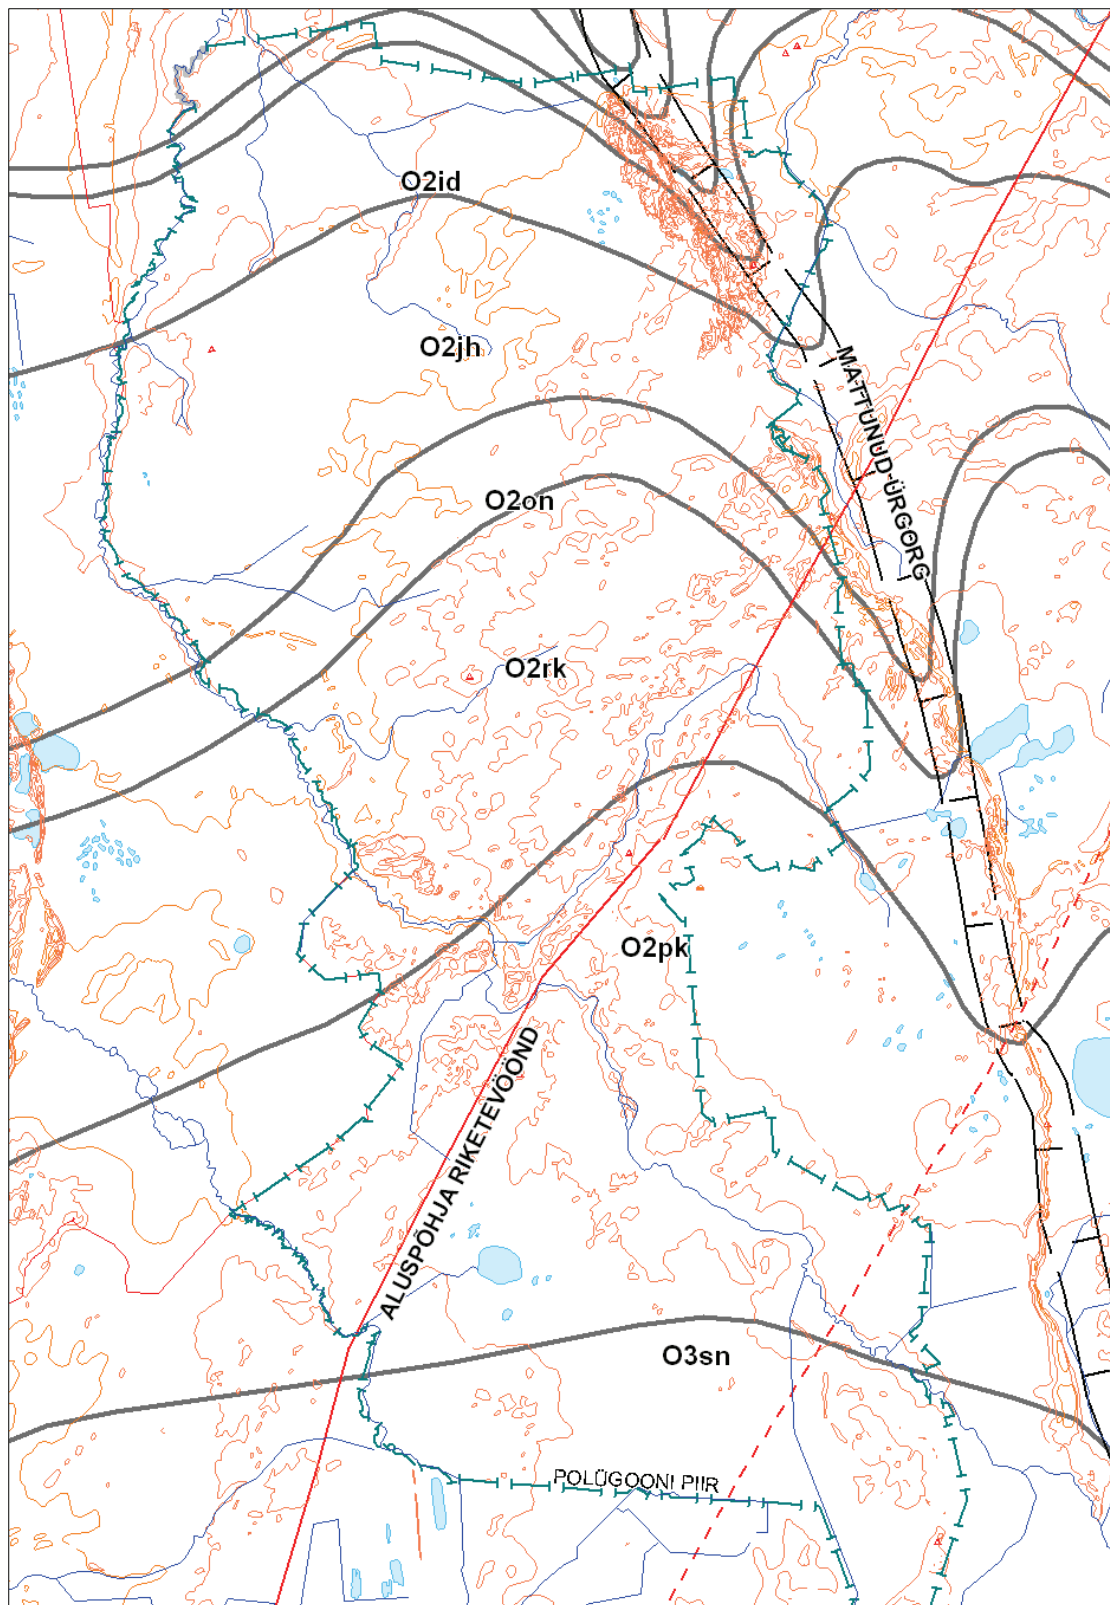 O2id
O2jh
MATTUNUD ÜRGORG
O2on
O2rk
O2pk
ALUSPÕHJA RIKETEVÖÖND
O3sn
POLÜGOONI PIIR